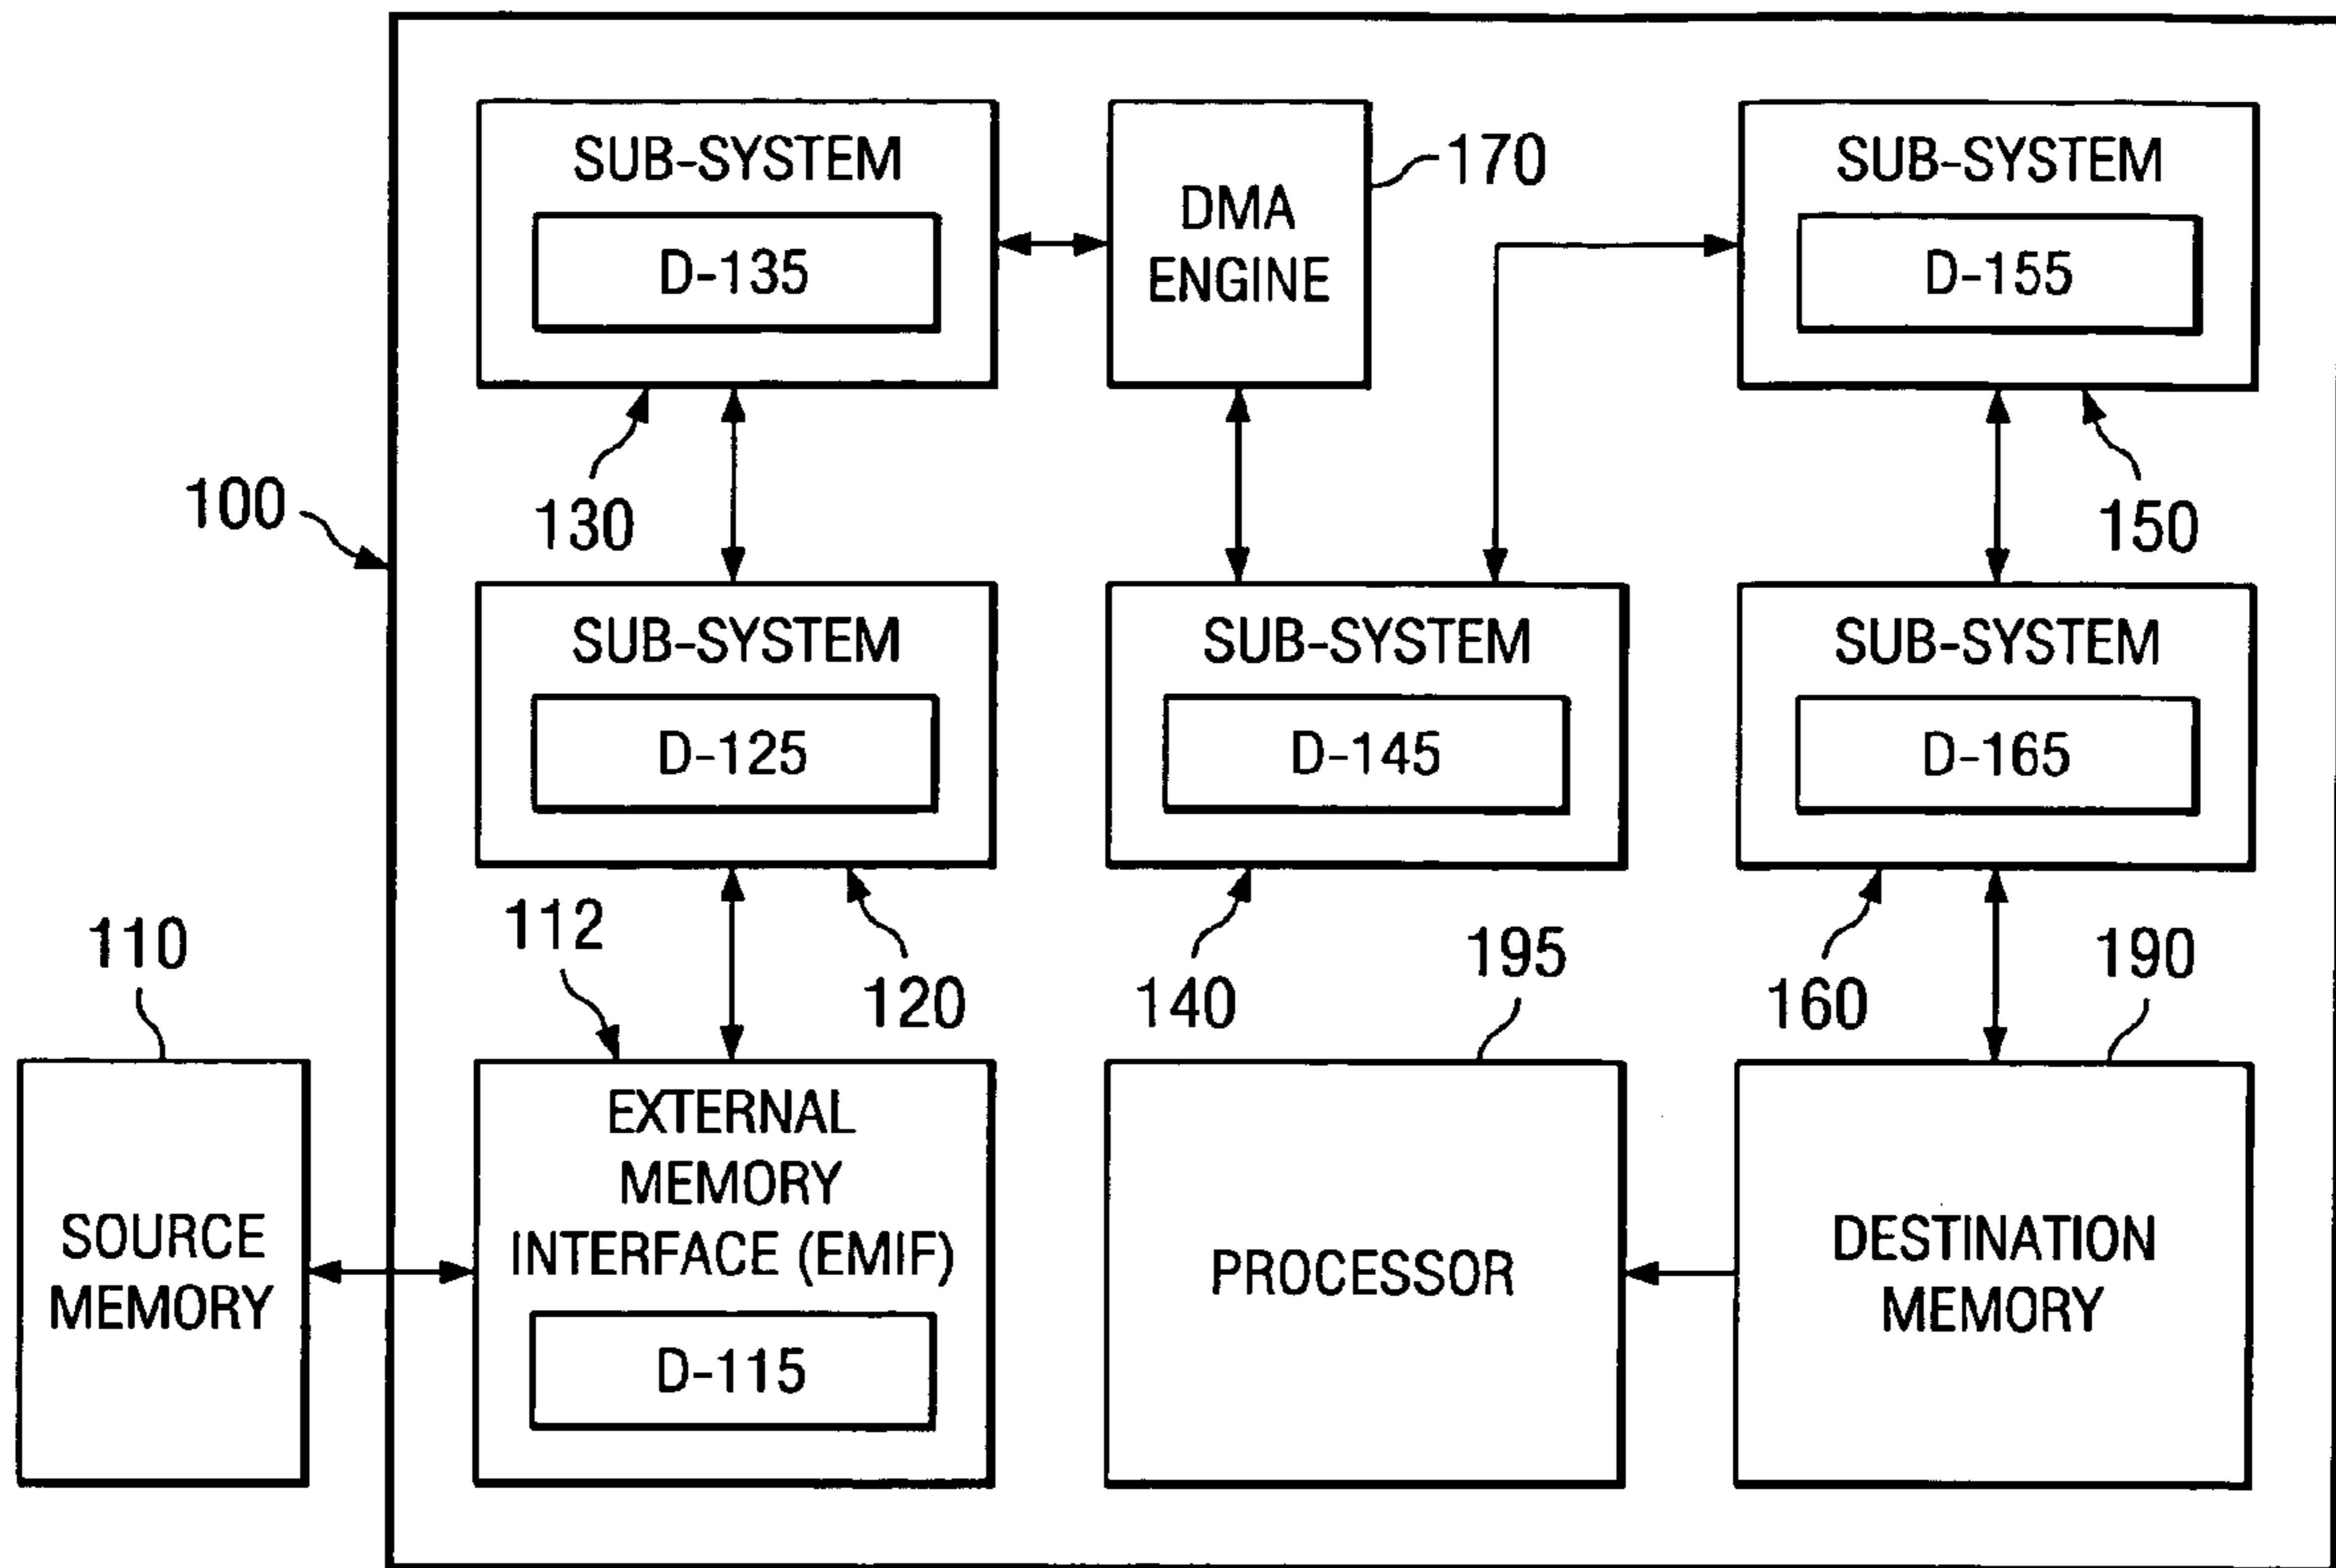 SUB-SYSTEM
D-135
DMA
ENGINE
170
SUB-SYSTEM
D-155
100
130
150
SUB-SYSTEM
D-125
SUB-SYSTEM
D-145
SUB-SYSTEM
D-165
110
112
120
140
195
160
190
SOURCE
MEMORY
EXTERNAL
MEMORY
INTERFACE (EMIF)
D-115
PROCESSOR
DESTINATION
MEMORY